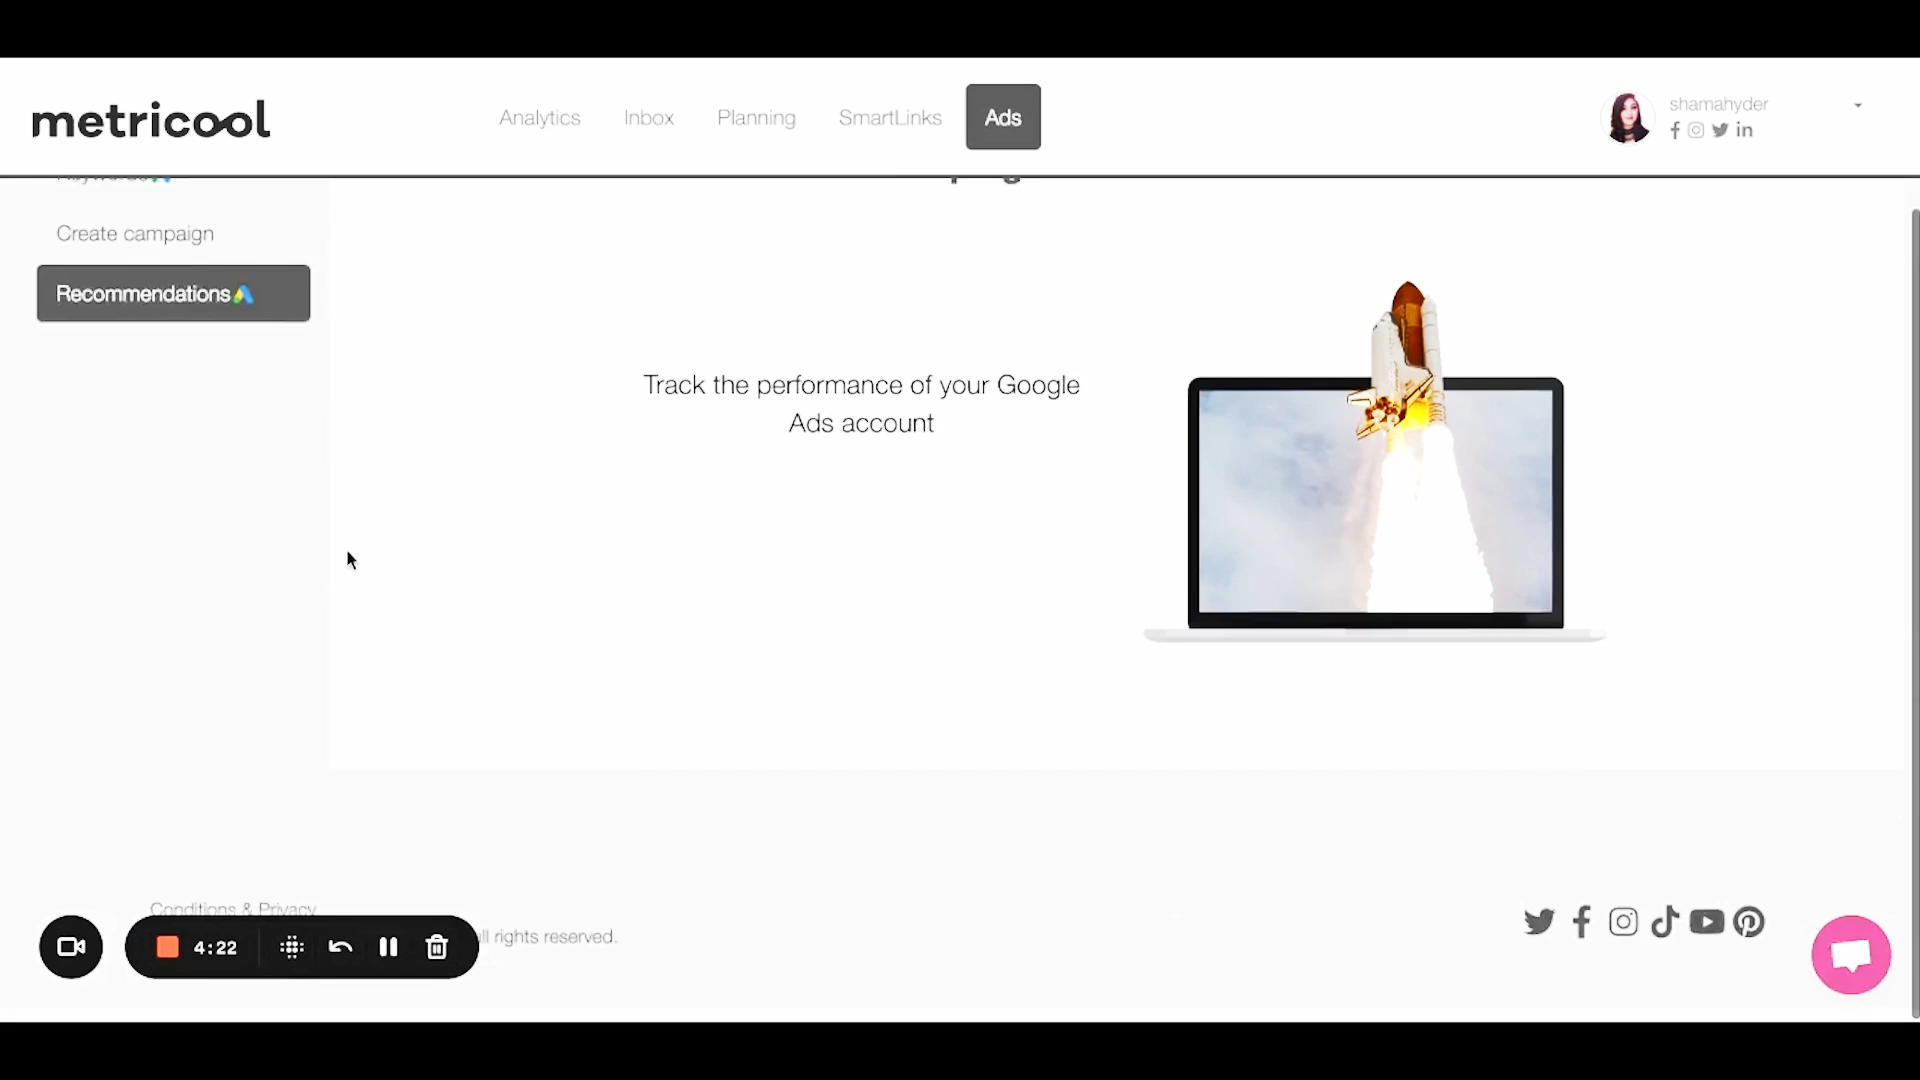 metricool
Analytics
Inbox
Planning
SmartLinks
Ads
shamahyder
Create campaign
Recommendations
Track the performance of your Google
Ads account
Conditions & Privacy
all rights reserved.
4:22